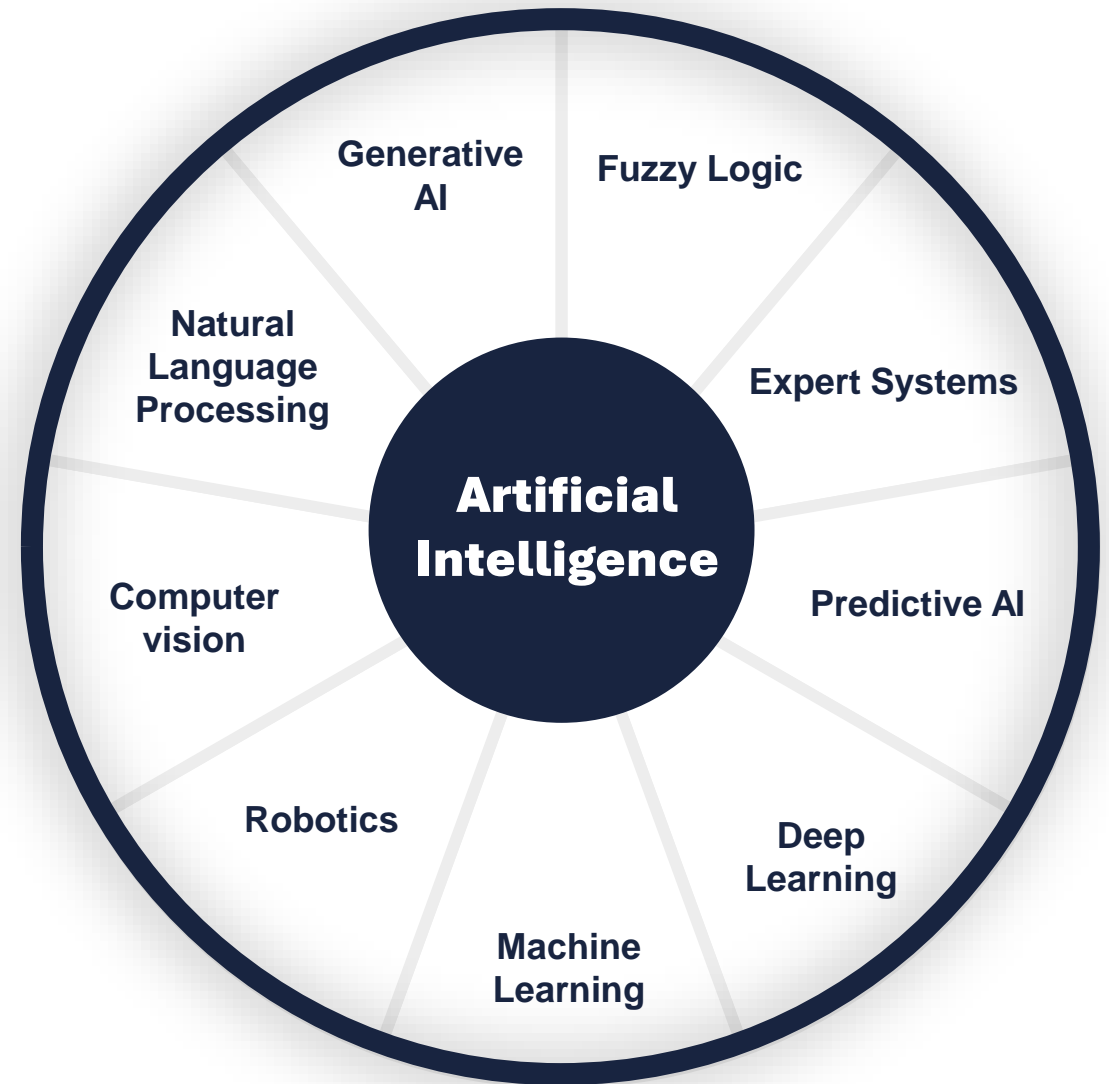 Generative
AI
Fuzzy Logic
Natural
Language
Processing
Expert Systems
Artificial
Intelligence
Computer
vision
Predictive AI
Robotics
Deep
Learning
Machine
Learning